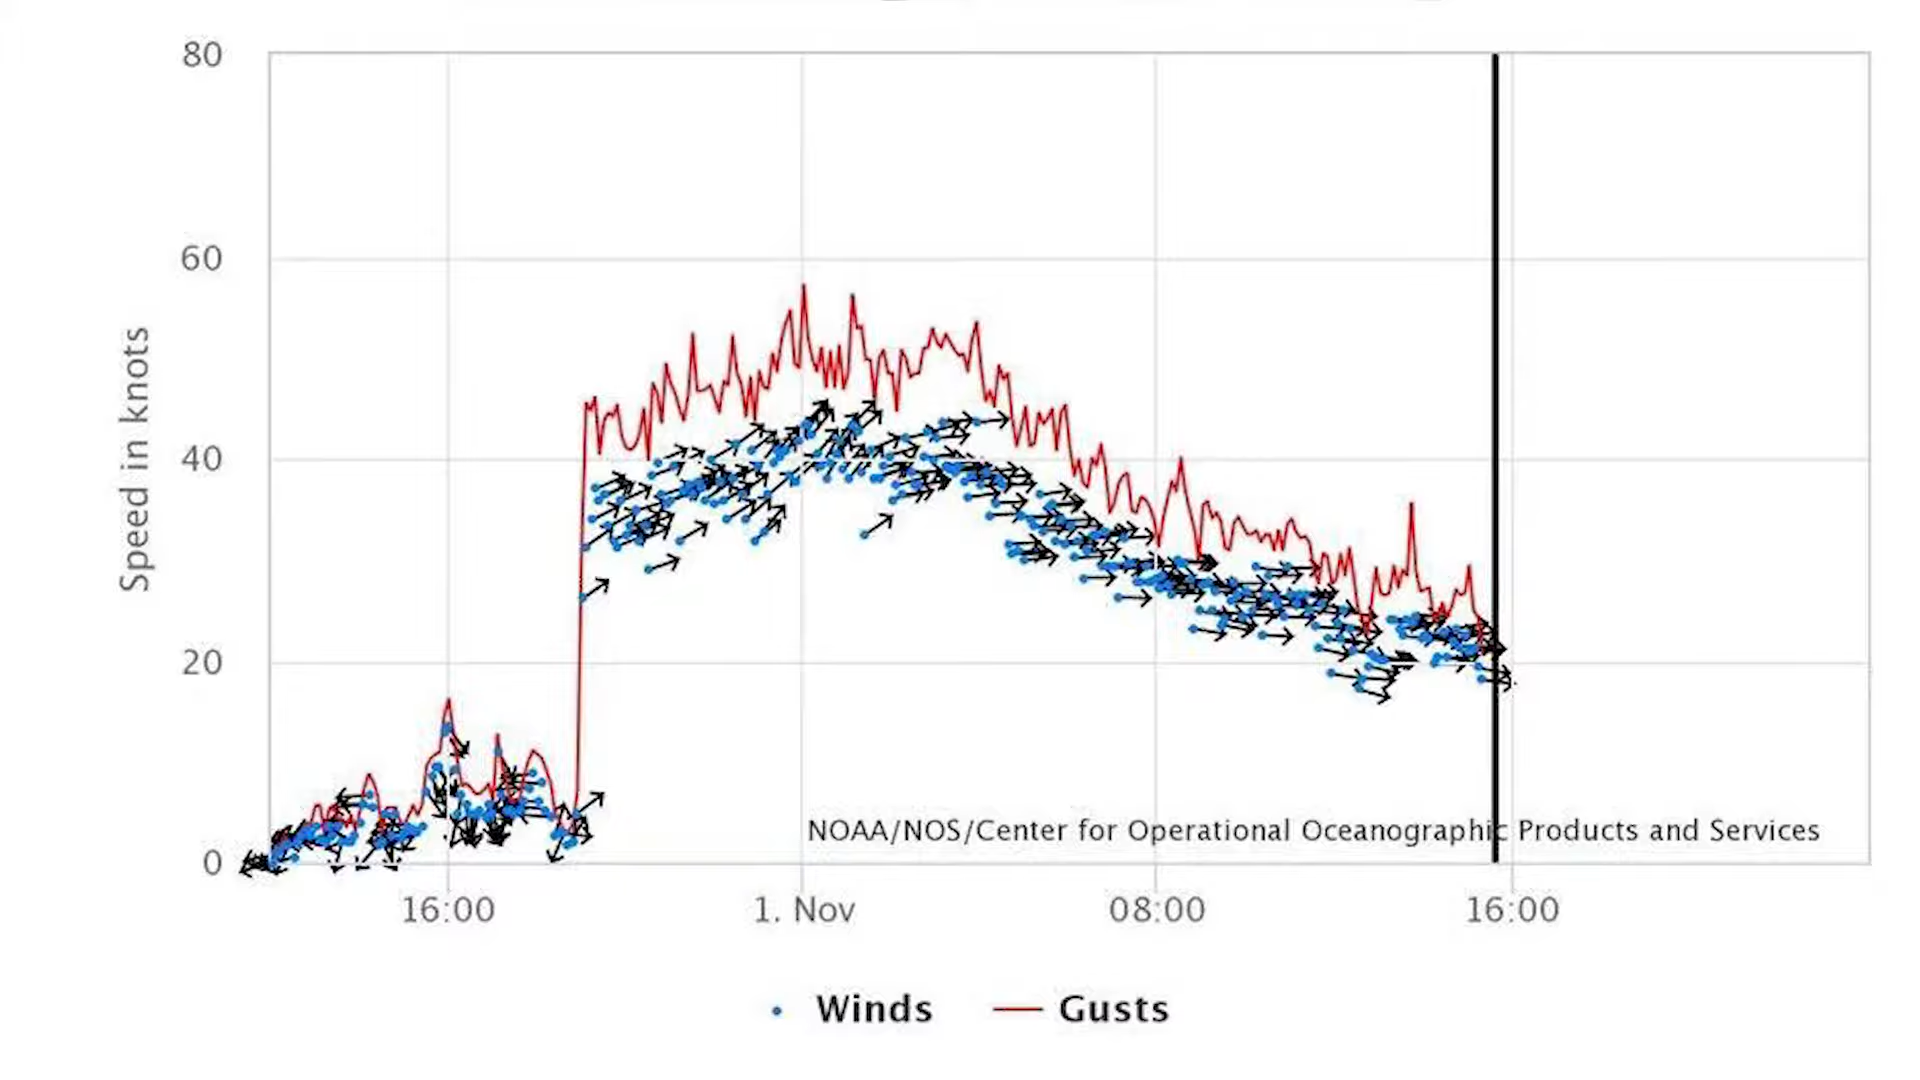 80
60
40
20
0
Speed in knots
NOAA/NOS/Center for Operational Oceanographic Products and Services
16:00 1. Nov 08:00 16:00
Winds Gusts